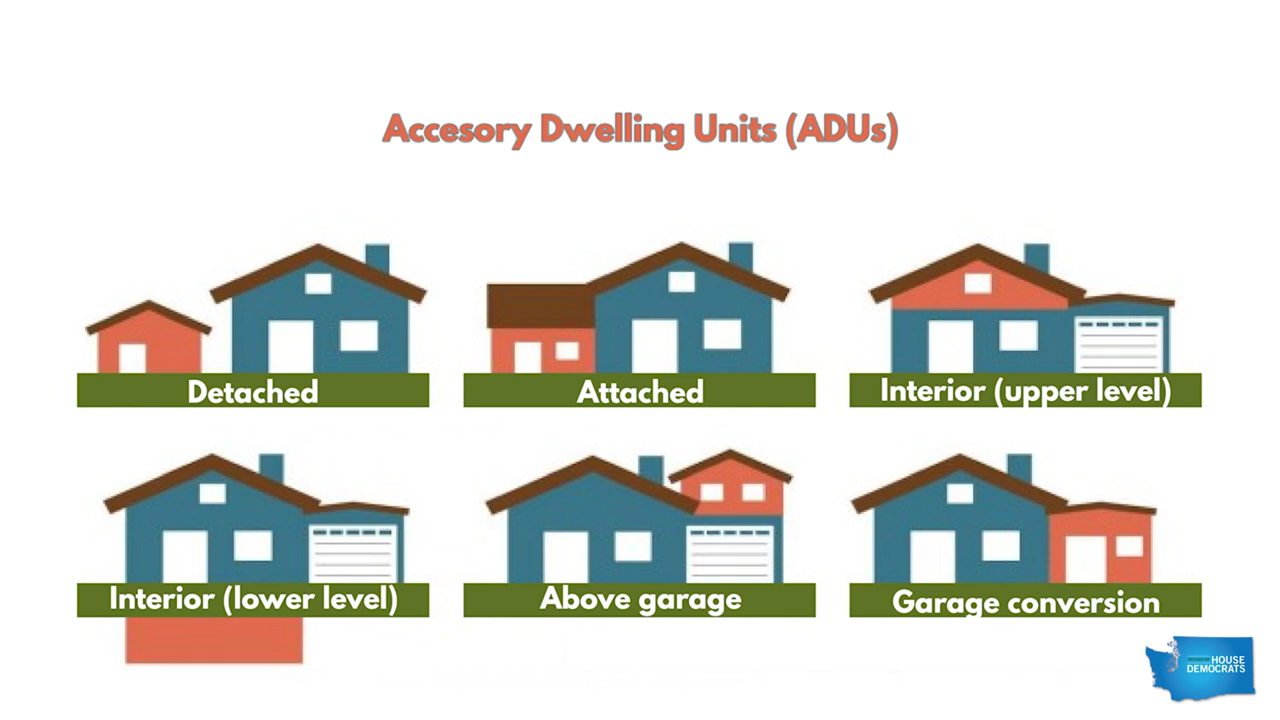 Accesory Dwelling Units (ADUs)
Detached
Attached
Interior (upper level)
Interior (lower level)
Above garage
Garage conversion
HOUSE
DEMOCRATS